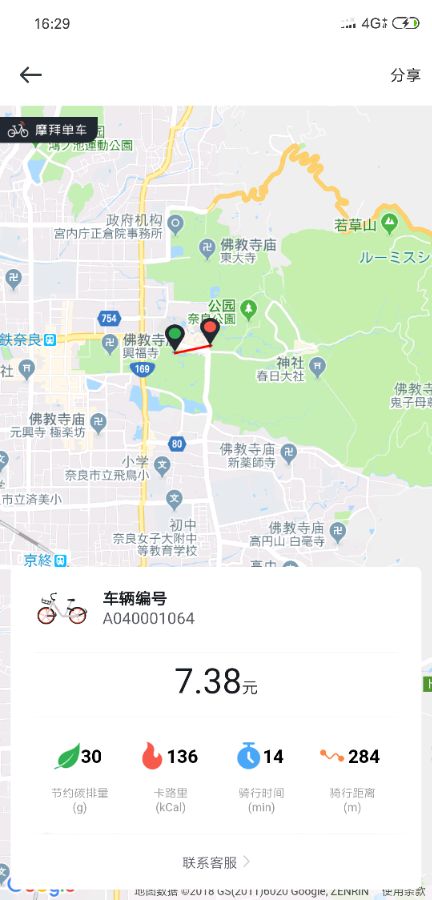 16:29
4G
分享
摩拜单车
鴻ノ池運動公園
政府机构
宮内庁正倉院事務所
若草山
佛教寺庙
東大寺
ルーミスシ
公园
奈良公園
754
鉄奈良
佛教寺
興福寺
169
神社
春日大社
社
佛教寺
鬼子母尊
佛教寺庙
元興寺 極楽坊
80
小学
奈良市立飛鳥小
佛教寺庙
新薬師寺
市立済美小
初中
奈良女子大附中
等教育学校
佛教寺庙
高円山 白毫寺
京終
高中
车辆编号
A040001064
7.38元
30
136
14
284
节约碳排量
(g)
卡路里
(kCal)
骑行时间
(min)
骑行距离
(m)
联系客服
地图数据 ©2018 GS(2011)6020 Google, ZENRIN
使用条款